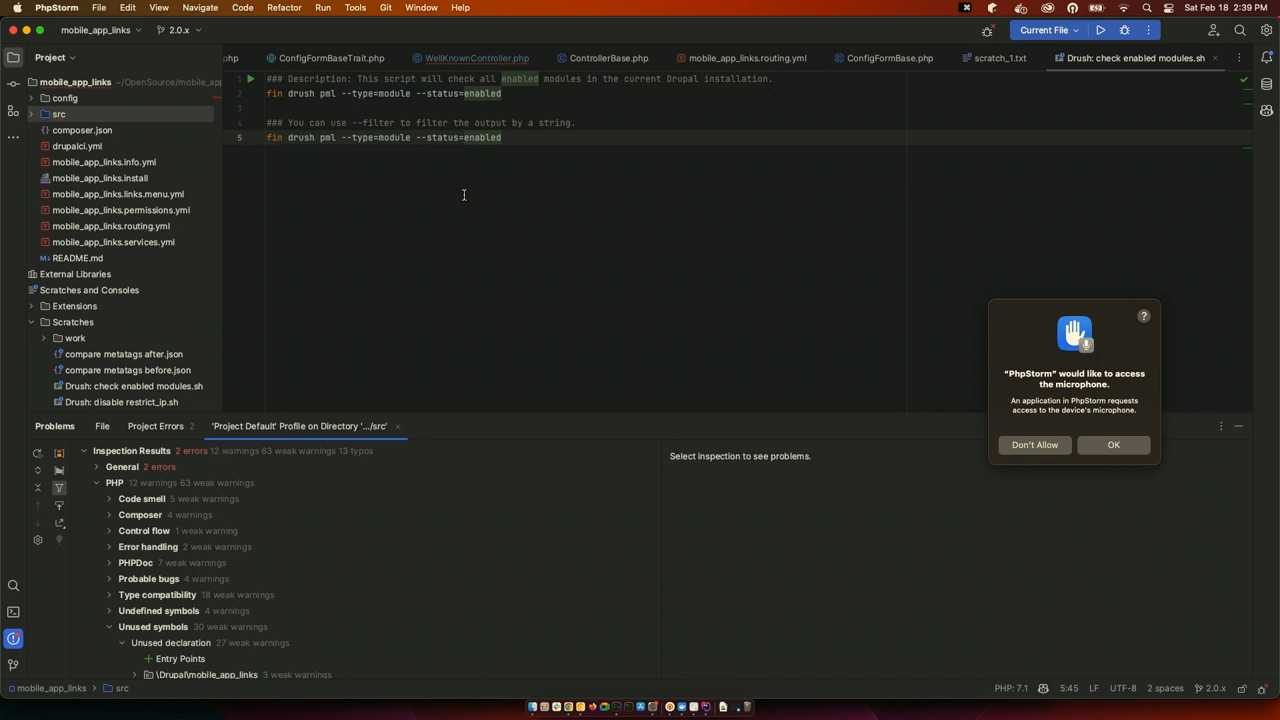 PhpStorm File Edit View Navigate Code Refactor Run Tools Git Window Help Sat Feb 18 2:39 PM
mobile_app_links 2.0.x Current File
Project php ConfigFormBaseTrait.php WellKnownController.php ControllerBase.php mobile_app_links.routing.yml ConfigFormBase.php scratch_1.txt Drush: check enabled modules.sh
mobile_app_links ~/OpenSource/mobile_app_links
config
src
composer.json
drupalci.yml
mobile_app_links.info.yml
mobile_app_links.install
mobile_app_links.links.menu.yml
mobile_app_links.permissions.yml
mobile_app_links.routing.yml
mobile_app_links.services.yml
README.md
External Libraries
Scratches and Consoles
Extensions
Scratches
work
compare metatags after.json
compare metatags before.json
Drush: check enabled modules.sh
Drush: disable restrict_ip.sh
1 ### Description: This script will check all enabled modules in the current Drupal installation.
2 fin drush pml --type=module --status=enabled
3
4 ### You can use --filter to filter the output by a string.
5 fin drush pml --type=module --status=enabled
?
“PhpStorm” would like to access
the microphone.
An application in PhpStorm requests
access to the device's microphone.
Don't Allow OK
Problems File Project Errors 2 'Project Default' Profile on Directory '.../src'
Inspection Results 2 errors 12 warnings 63 weak warnings 13 typos
General 2 errors
PHP 12 warnings 63 weak warnings
Code smell 5 weak warnings
Composer 4 warnings
Control flow 1 weak warning
Error handling 2 weak warnings
PHPDoc 7 weak warnings
Probable bugs 4 warnings
Type compatibility 18 weak warnings
Undefined symbols 4 warnings
Unused symbols 30 weak warnings
Unused declaration 27 weak warnings
Entry Points
\Drupal\mobile_app_links 3 weak warnings
Select inspection to see problems.
mobile_app_links src PHP: 7.1 5:45 LF UTF-8 2 spaces 2.0.x